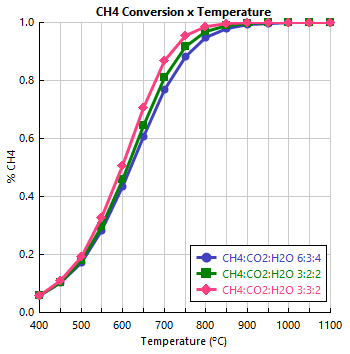 CH4 Conversion x Temperature
% CH4
1.0
0.8
0.6
0.4
0.2
0.0
400 500 600 700 800 900 1000 1100
Temperature (°C)
CH4:CO2:H2O 6:3:4
CH4:CO2:H2O 3:2:2
CH4:CO2:H2O 3:3:2